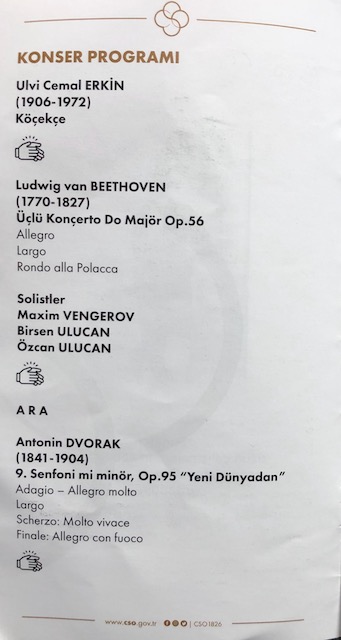 KONSER PROGRAMI
Ulvi Cemal ERKİN
(1906-1972)
Köçekçe
Ludwig van BEETHOVEN
(1770-1827)
Üçlü Konçerto Do Majör Op.56
Allegro
Largo
Rondo alla Polacca
Solistler
Maxim VENGEROV
Birsen ULUCAN
Özcan ULUCAN
ARA
Antonin DVORAK
(1841-1904)
9. Senfoni mi minör, Op.95 “Yeni Dünyadan”
Adagio – Allegro molto
Largo
Scherzo: Molto vivace
Finale: Allegro con fuoco
www.cso.gov.tr | CSO1826